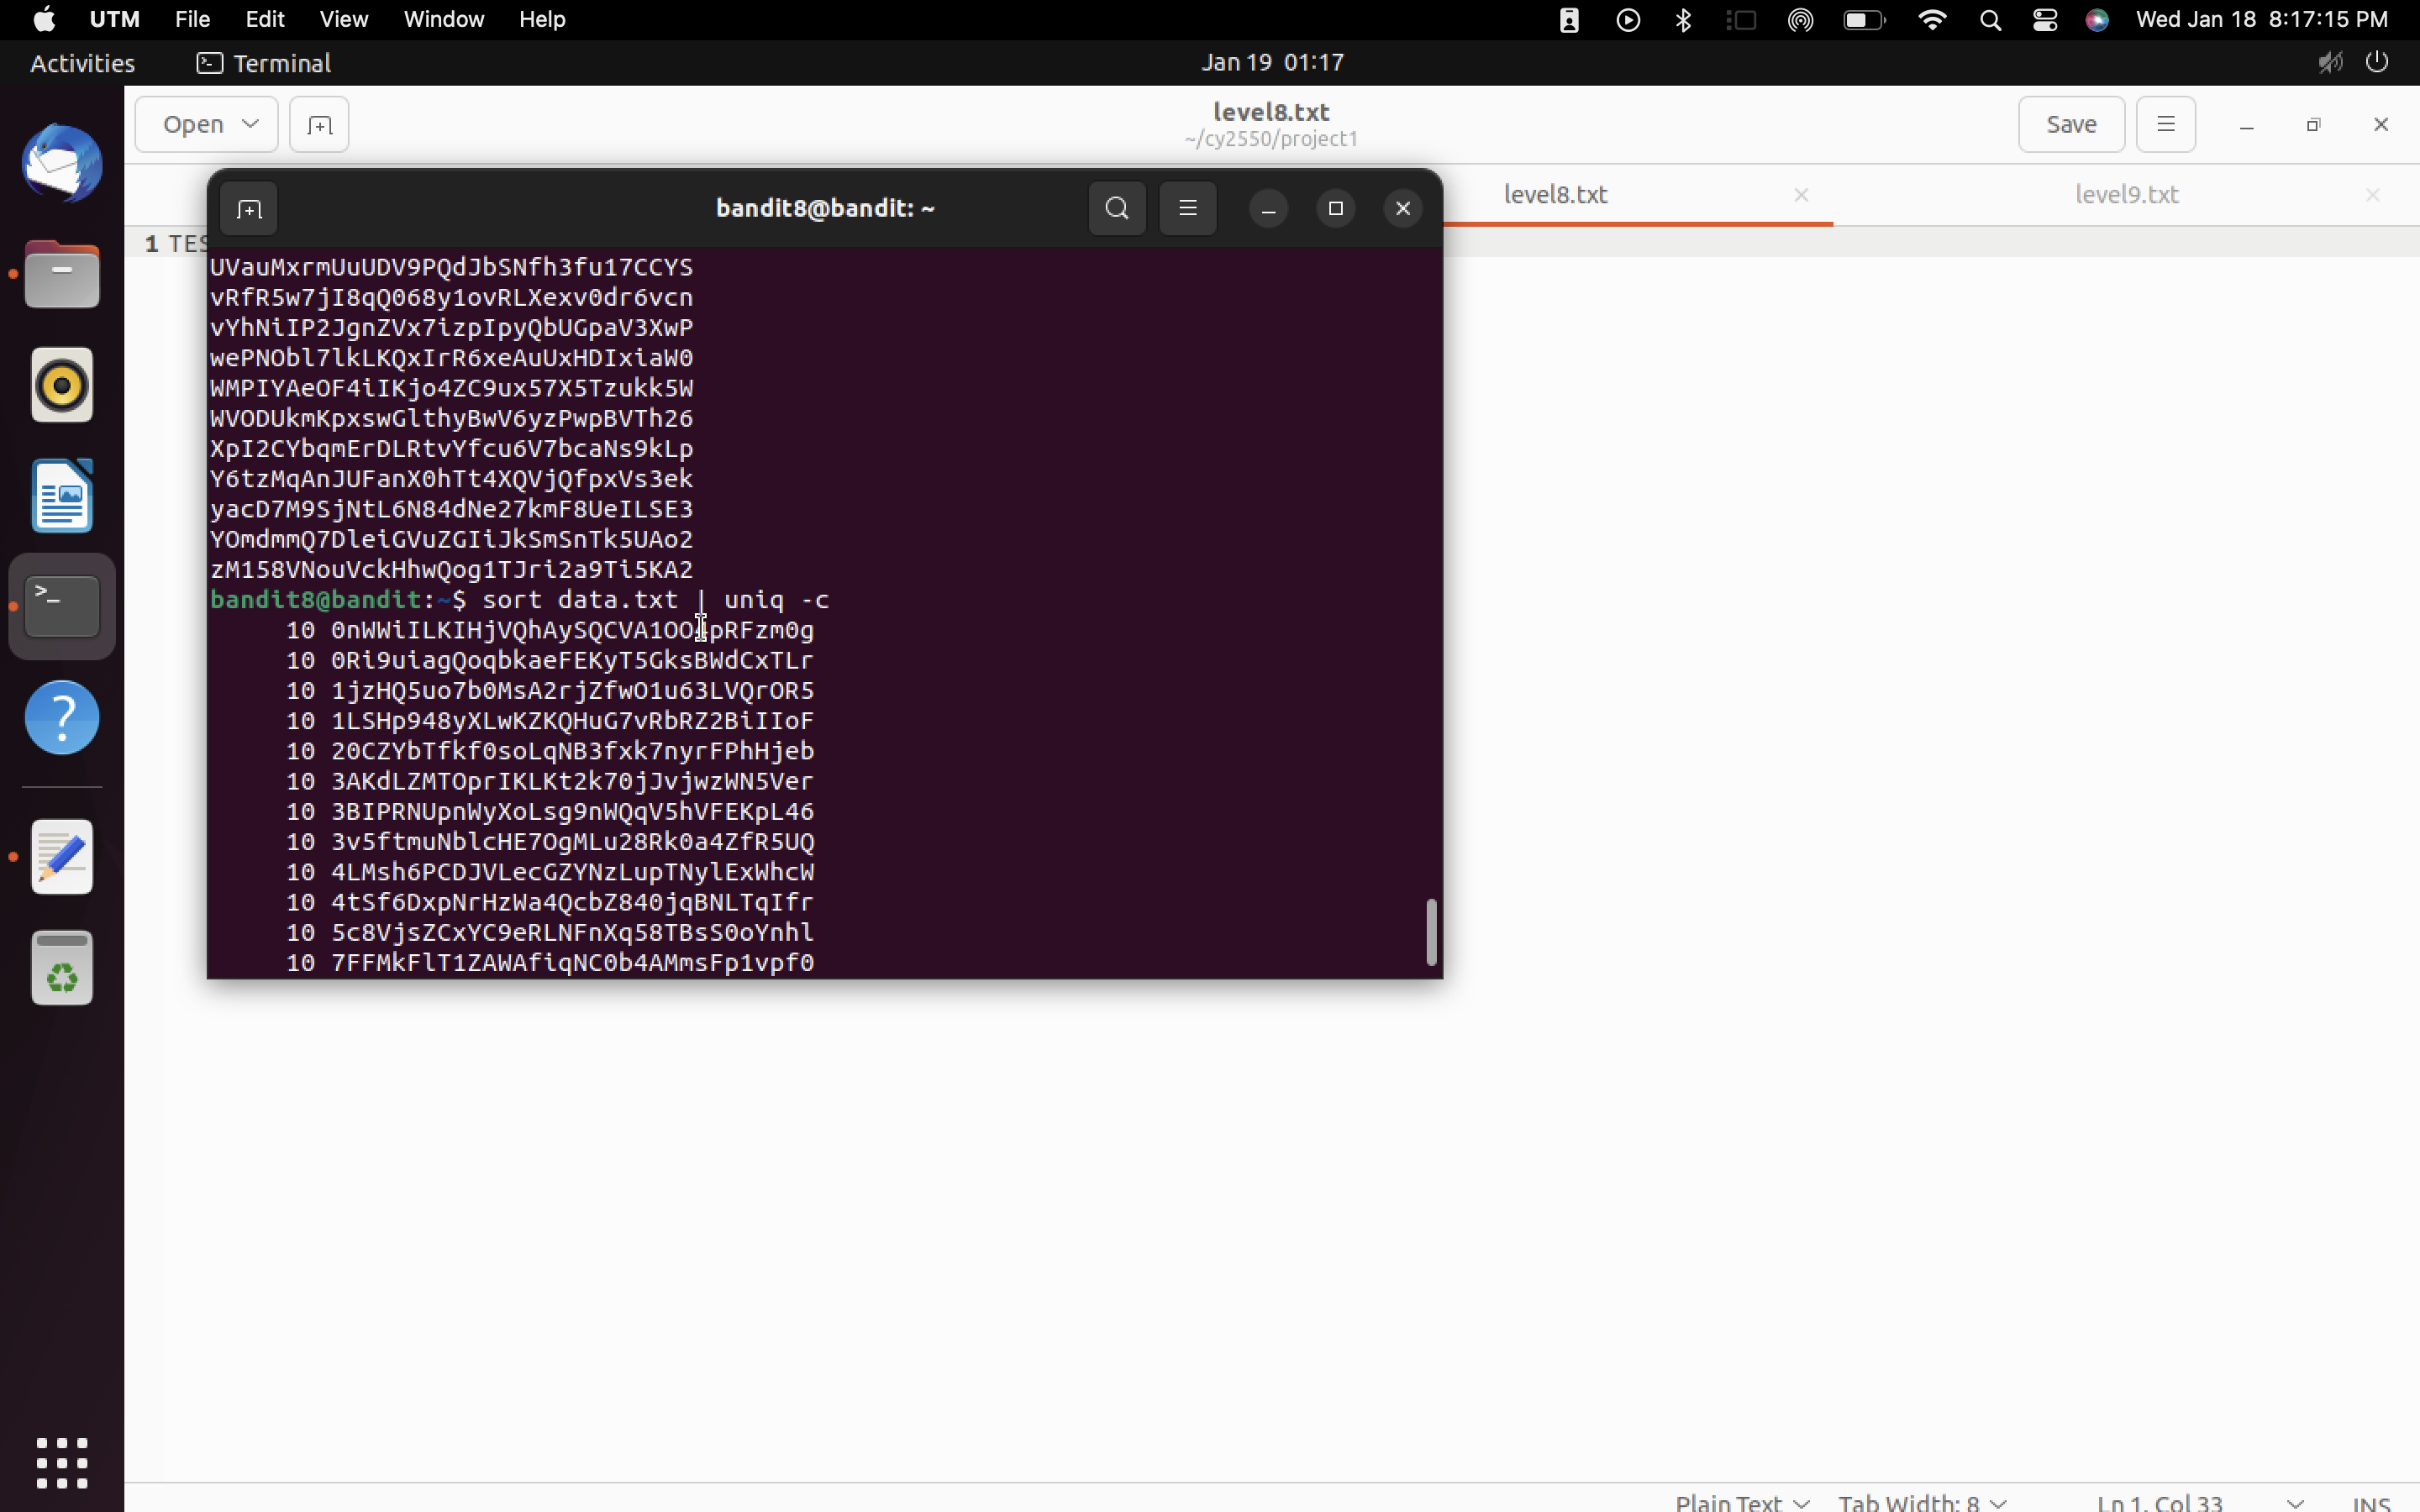 UTM File Edit View Window Help Wed Jan 18 8:17:15 PM
Activities Terminal Jan 19 01:17
Open level8.txt Save
~/cy2550/project1
bandit8@bandit: ~
level8.txt level9.txt
1 TES
UVauMxrmUuUDV9PQdJbSNfh3fu17CCYS
vRfR5w7jI8qQ068y1ovRLXexv0dr6vcn
vYhNiIP2JgnZVx7izpIpyQbUGpaV3XwP
wePNObl7lkLKQxIrR6xeAuUxHDIxiaW0
WMPIYAeOF4iIKjo4ZC9ux57X5Tzukk5W
WVODUkmKpxswGlthyBwV6yzPwpBVTh26
XpI2CYbqmErDLRtvYfcu6V7bcaNs9kLp
Y6tzMqAnJUFanX0hTt4XQVjQfpxVs3ek
yacD7M9SjNtL6N84dNe27kmF8UeILSE3
YOmdmmQ7DleiGVuZGIiJkSmSnTk5UAo2
zM158VNouVckHhwQog1TJri2a9Ti5KA2
bandit8@bandit:~$ sort data.txt | uniq -c
10
10 0Ri9uiagQoqbkaeFEKyT5GksBWdCxTLr
10 1jzHQ5uo7b0MsA2rjZfwO1u63LVQrOR5
10 1LSHp948yXLwKZKQHuG7vRbRZ2BiIIoF
10 20CZYbTfkf0soLqNB3fxk7nyrFPhHjeb
10 3AKdLZMTOprIKLKt2k70jJvjwzWN5Ver
10 3BIPRNUpnWyXoLsg9nWQqV5hVFEKpL46
10 3v5ftmuNblcHE7OgMLu28Rk0a4ZfR5UQ
10 4LMsh6PCDJVLecGZYNzLupTNylExWhcW
10 4tSf6DxpNrHzWa4QcbZ840jqBNLTqIfr
10 5c8VjsZCxYC9eRLNFnXq58TBsS0oYnhl
10 7FFMkFlT1ZAWAfiqNC0b4AMmsFp1vpf0
Plain Text Tab Width: 8 Ln 1, Col 33 INS